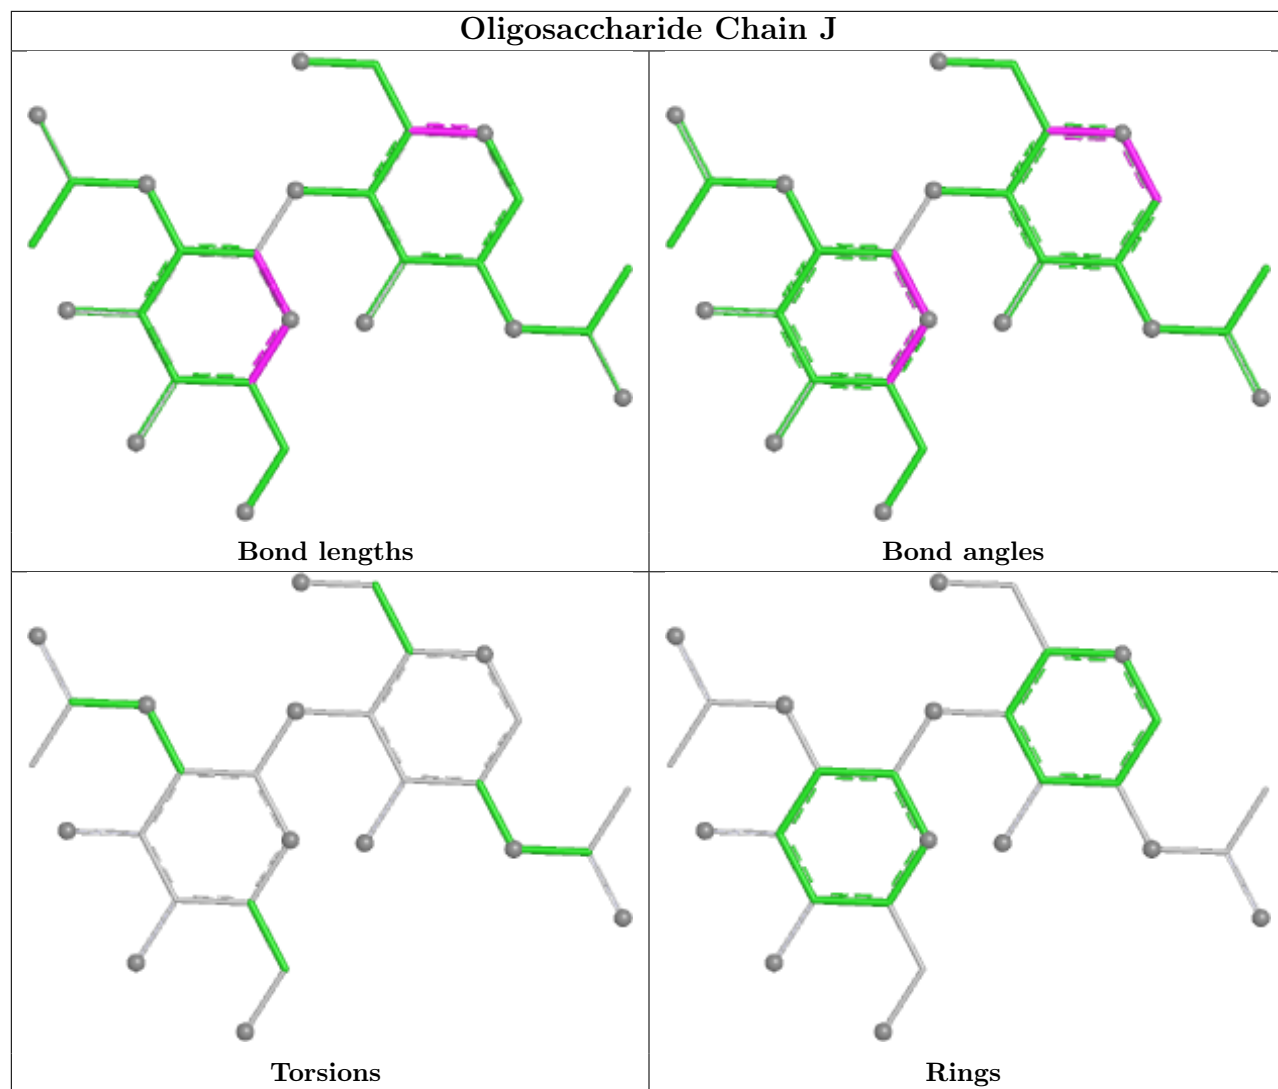 Oligosaccharide Chain J
Bond lengths
Bond angles
Torsions
Rings